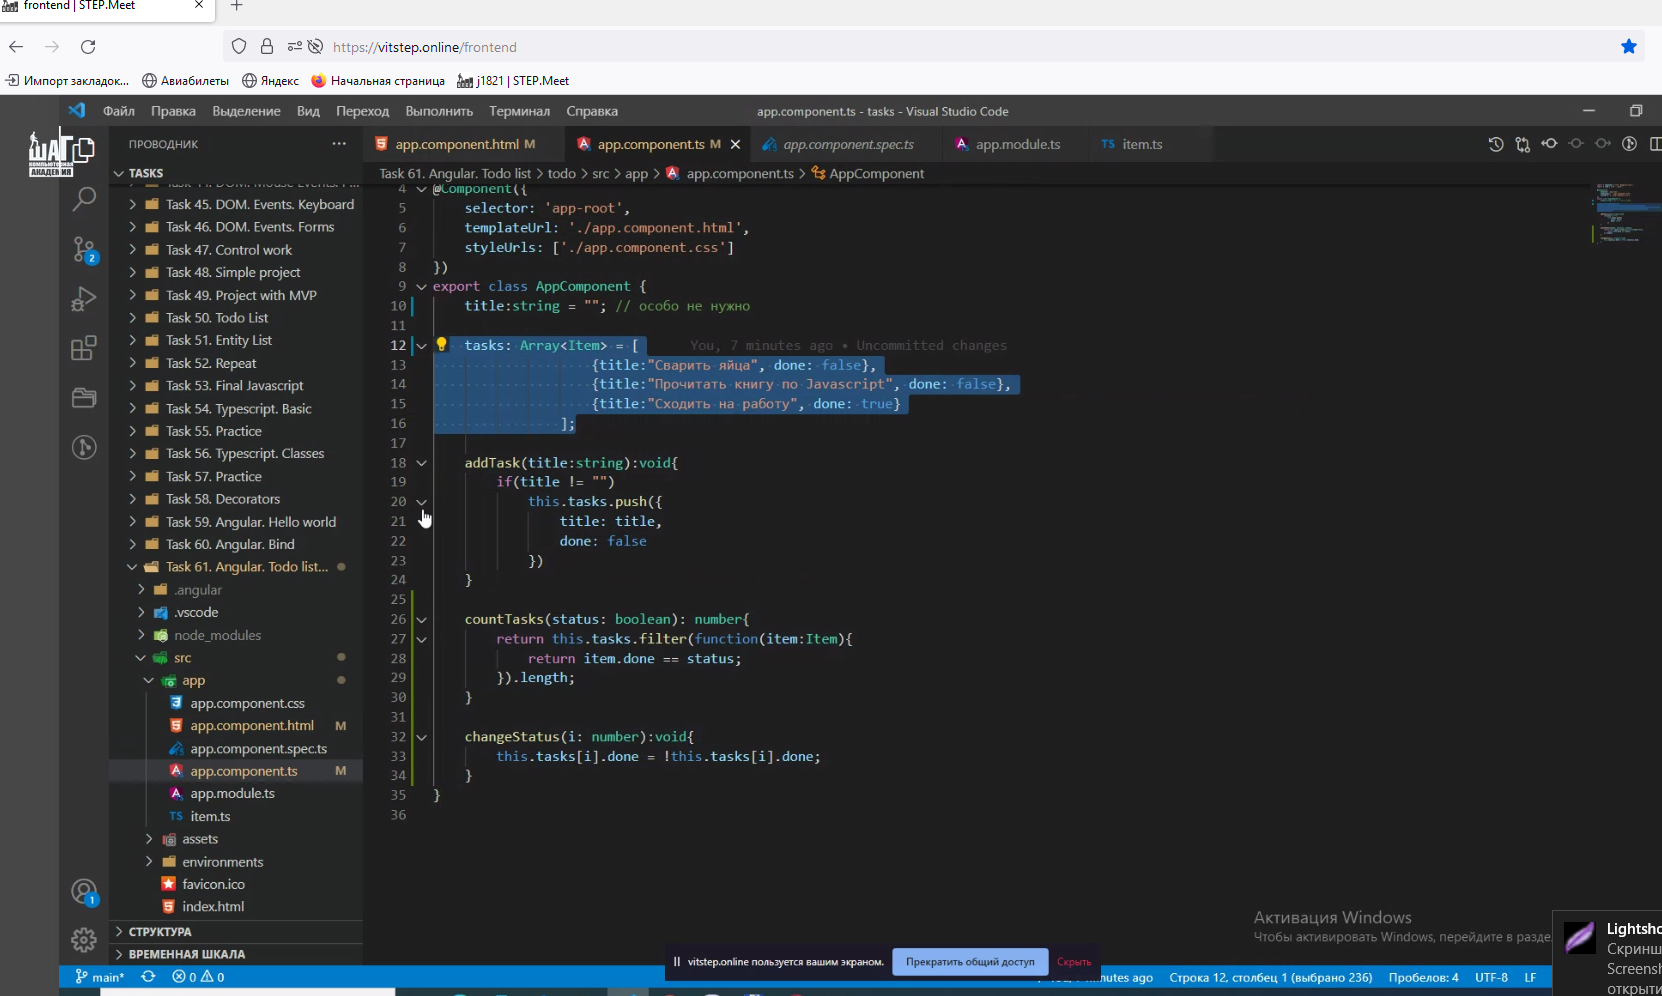 frontend | STEP.Meet
https://vitstep.online/frontend
Импорт закладок...
Авиабилеты
Яндекс
Начальная страница
j1821 | STEP.Meet
Файл Правка Выделение Вид Переход Выполнить Терминал Справка
app.component.ts - tasks - Visual Studio Code
ШАГ
КОМПЬЮТЕРНАЯ
АКАДЕМИЯ
ПРОВОДНИК
app.component.html M
app.component.ts M
app.component.spec.ts
app.module.ts
TS item.ts
TASKS
Task 61. Angular. Todo list > todo > src > app > app.component.ts > AppComponent
Task 45. DOM. Events. Keyboard
Task 46. DOM. Events. Forms
Task 47. Control work
Task 48. Simple project
Task 49. Project with MVP
Task 50. Todo List
Task 51. Entity List
Task 52. Repeat
Task 53. Final Javascript
Task 54. Typescript. Basic
Task 55. Practice
Task 56. Typescript. Classes
Task 57. Practice
Task 58. Decorators
Task 59. Angular. Hello world
Task 60. Angular. Bind
Task 61. Angular. Todo list...
.angular
.vscode
node_modules
src
app
app.component.css
app.component.html M
app.component.spec.ts
app.component.ts M
app.module.ts
TS item.ts
assets
environments
favicon.ico
index.html
СТРУКТУРА
ВРЕМЕННАЯ ШКАЛА
2
1
4 @Component({
5 selector: 'app-root',
6 templateUrl: './app.component.html',
7 styleUrls: ['./app.component.css']
8 })
9 export class AppComponent {
10 title:string = ""; // особо не нужно
11
12 tasks: Array<Item> = [ You, 7 minutes ago • Uncommitted changes
13 {title:"Сварить яйца", done: false},
14 {title:"Прочитать книгу по Javascript", done: false},
15 {title:"Сходить на работу", done: true}
16 ];
17
18 addTask(title:string):void{
19 if(title != "")
20 this.tasks.push({
21 title: title,
22 done: false
23 })
24 }
25
26 countTasks(status: boolean): number{
27 return this.tasks.filter(function(item:Item){
28 return item.done == status;
29 }).length;
30 }
31
32 changeStatus(i: number):void{
33 this.tasks[i].done = !this.tasks[i].done;
34 }
35 }
36
Активация Windows
Чтобы активировать Windows, перейдите в разде
Lightsho
Скринш
Screensh
открыти
vitstep.online пользуется вашим экраном.
Прекратить общий доступ
Скрыть
main*
0 0
utes ago
Строка 12, столбец 1 (выбрано 236)
Пробелов: 4
UTF-8
LF